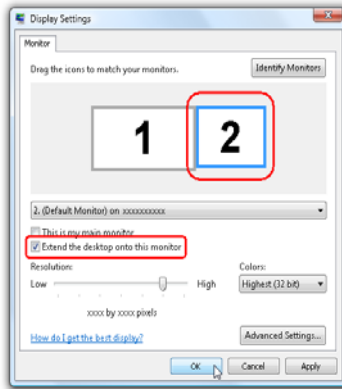 Display Settings
Monitor
Drag the icons to match your monitors.
Identify Monitors
1
2
2. (Default Monitor) on xxxxxxxxxx
This is my main monitor
Extend the desktop onto this monitor
Resolution:
Colors:
Low
High
Highest (32 bit)
xxxx by xxxx pixels
How do I get the best display?
Advanced Settings...
OK
Cancel
Apply